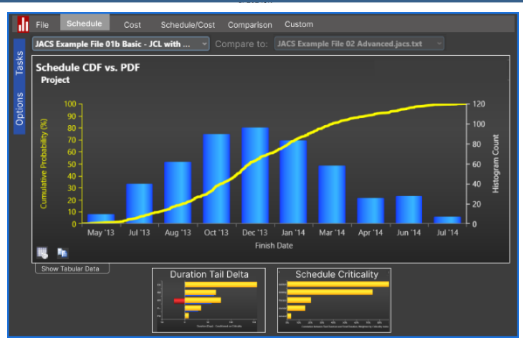 File Schedule Cost Schedule/Cost Comparison Custom
JACS Example File 01b Basic - JCL with ... Compare to: JACS Example File 02 Advanced.jacs.txt
Tasks
Options
Schedule CDF vs. PDF
Project
Cumulative Probability (%)
100
90
80
70
60
50
40
30
20
10
0
120
100
80
60
40
20
0
Histogram Count
May '13 Jul '13 Aug '13 Oct '13 Dec '13 Jan '14 Mar '14 Apr '14 Jun '14 Jul '14
Finish Date
Show Tabular Data
Duration Tail Delta
Schedule Criticality